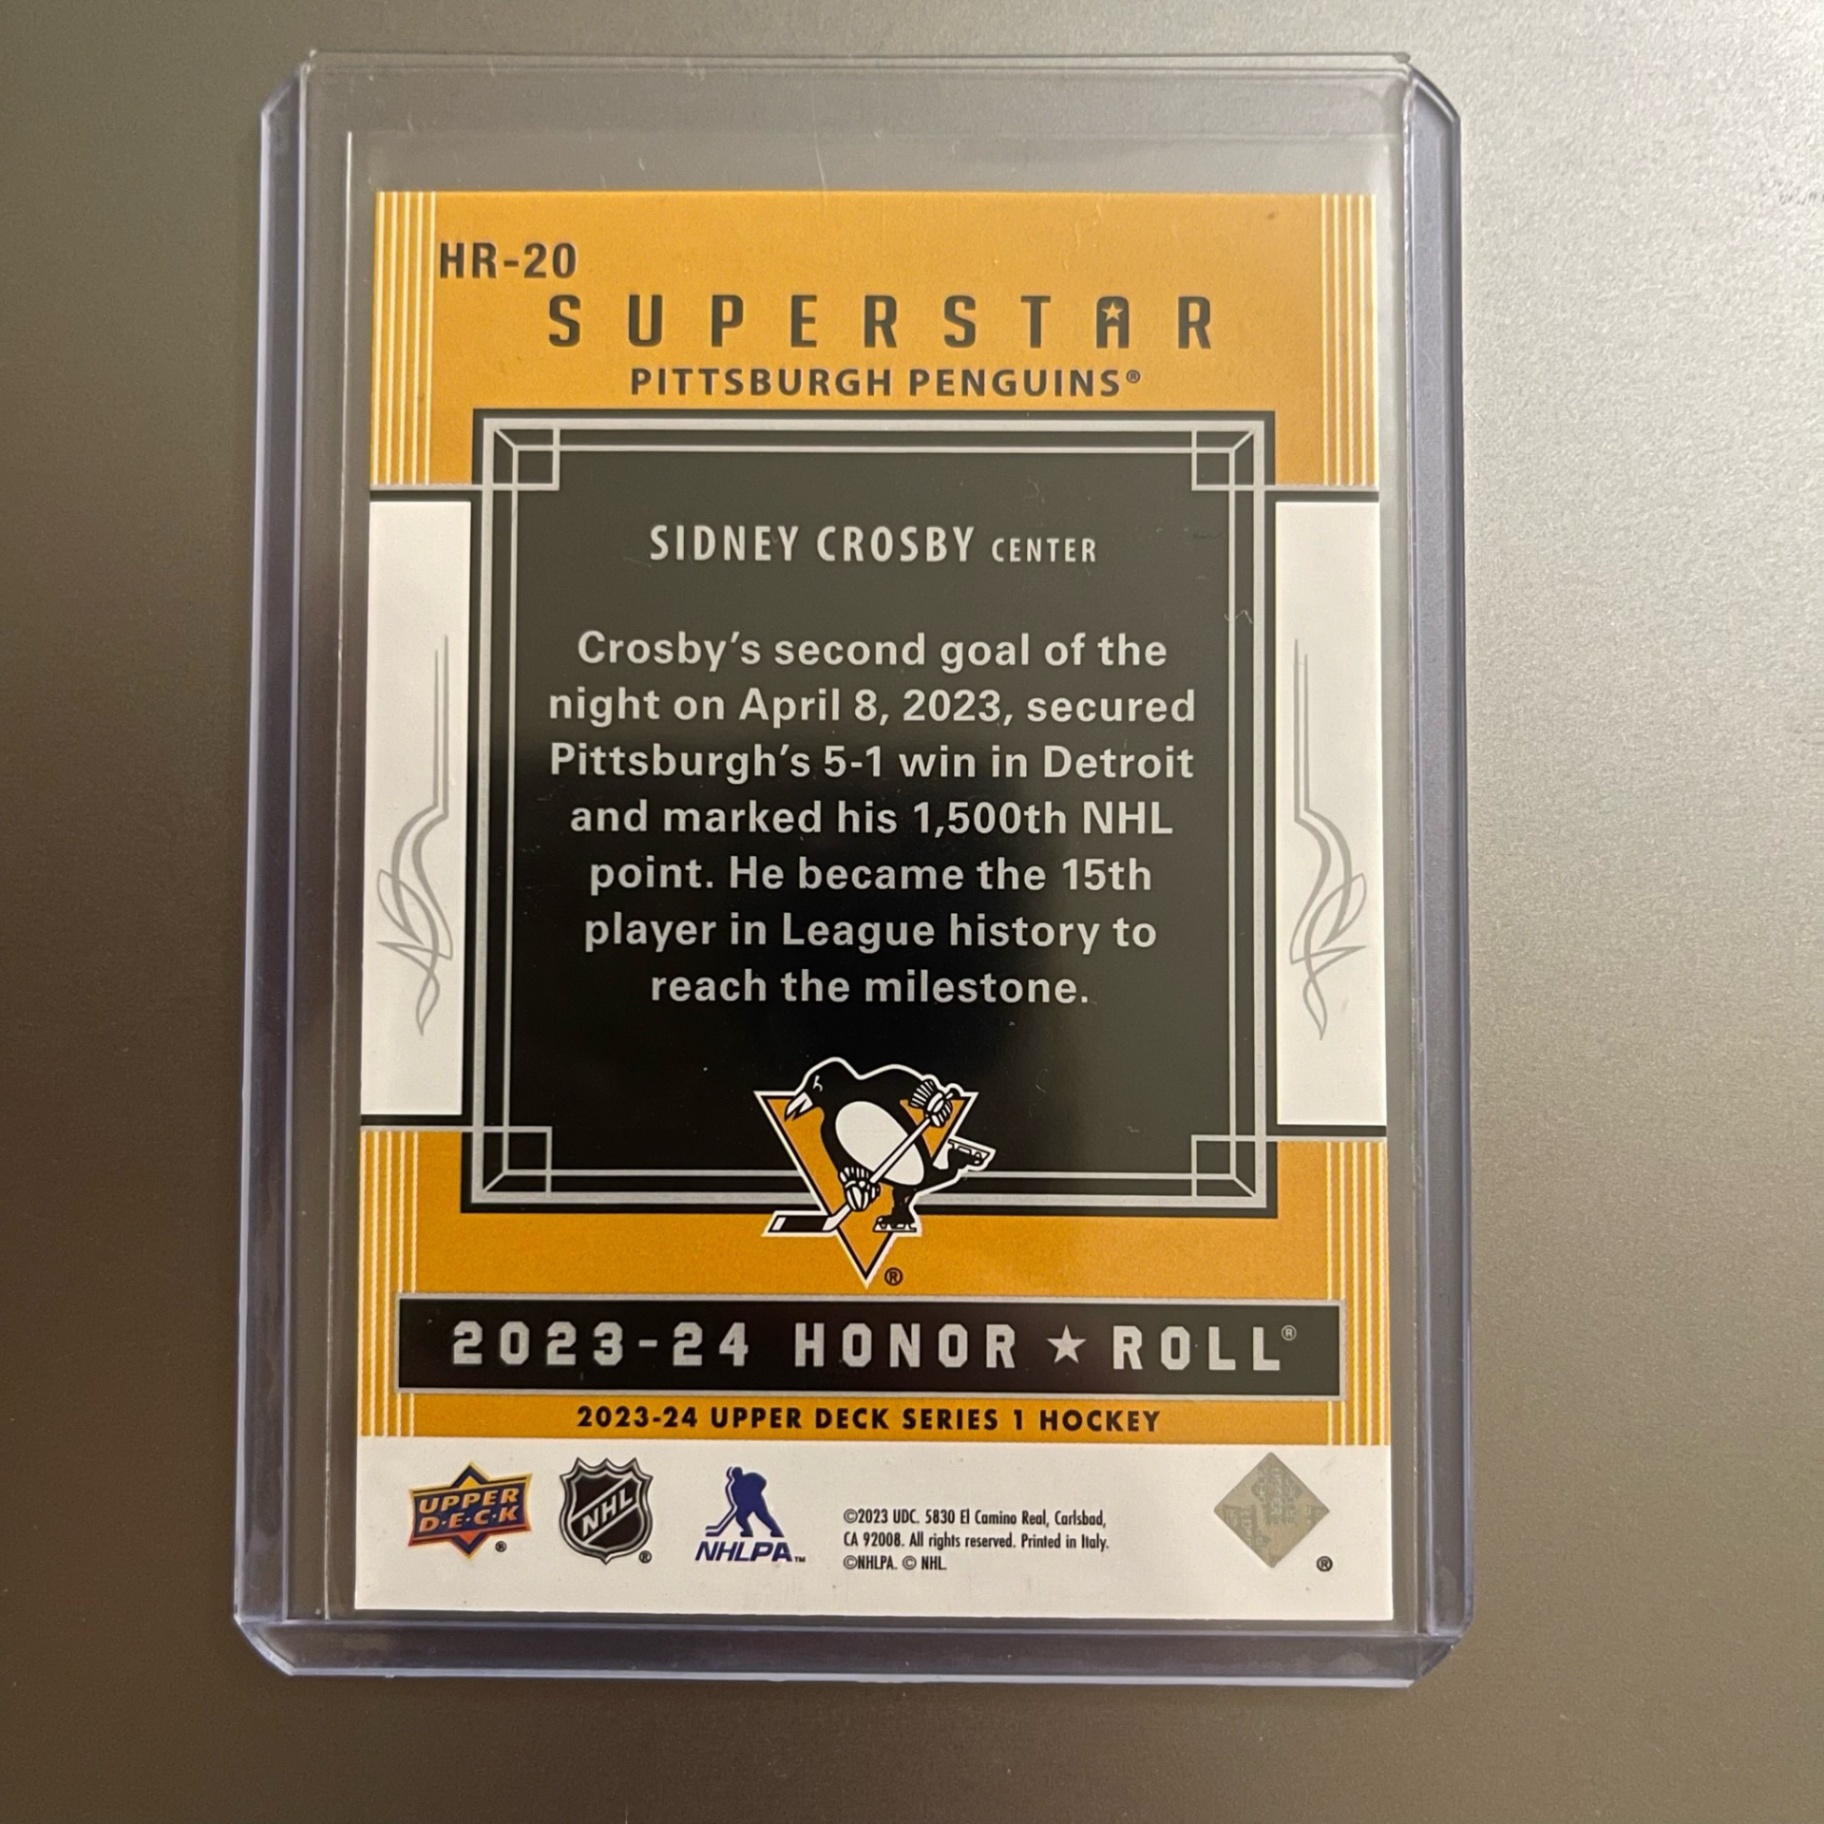 HR-20
SUPERSTAR
PITTSBURGH PENGUINS®
SIDNEY CROSBY CENTER
Crosby's second goal of the
night on April 8, 2023, secured
Pittsburgh's 5-1 win in Detroit
and marked his 1,500th NHL
point. He became the 15th
player in League history to
reach the milestone.
®
2023-24 HONOR ★ ROLL®
2023-24 UPPER DECK SERIES 1 HOCKEY
UPPER
D·E·C·K ®
NHL ®
NHLPA™
©2023 UDC. 5830 El Camino Real, Carlsbad,
CA 92008. All rights reserved. Printed in Italy.
©NHLPA. © NHL
®